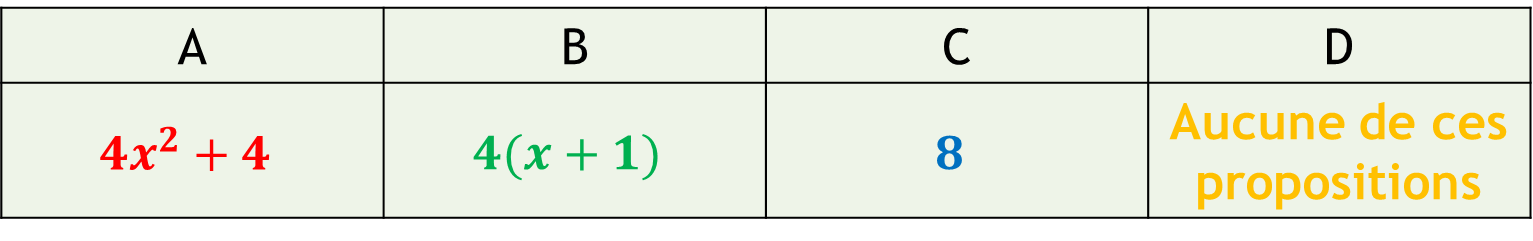 A B C D
4x² + 4 4(x + 1) 8 Aucune de ces
propositions